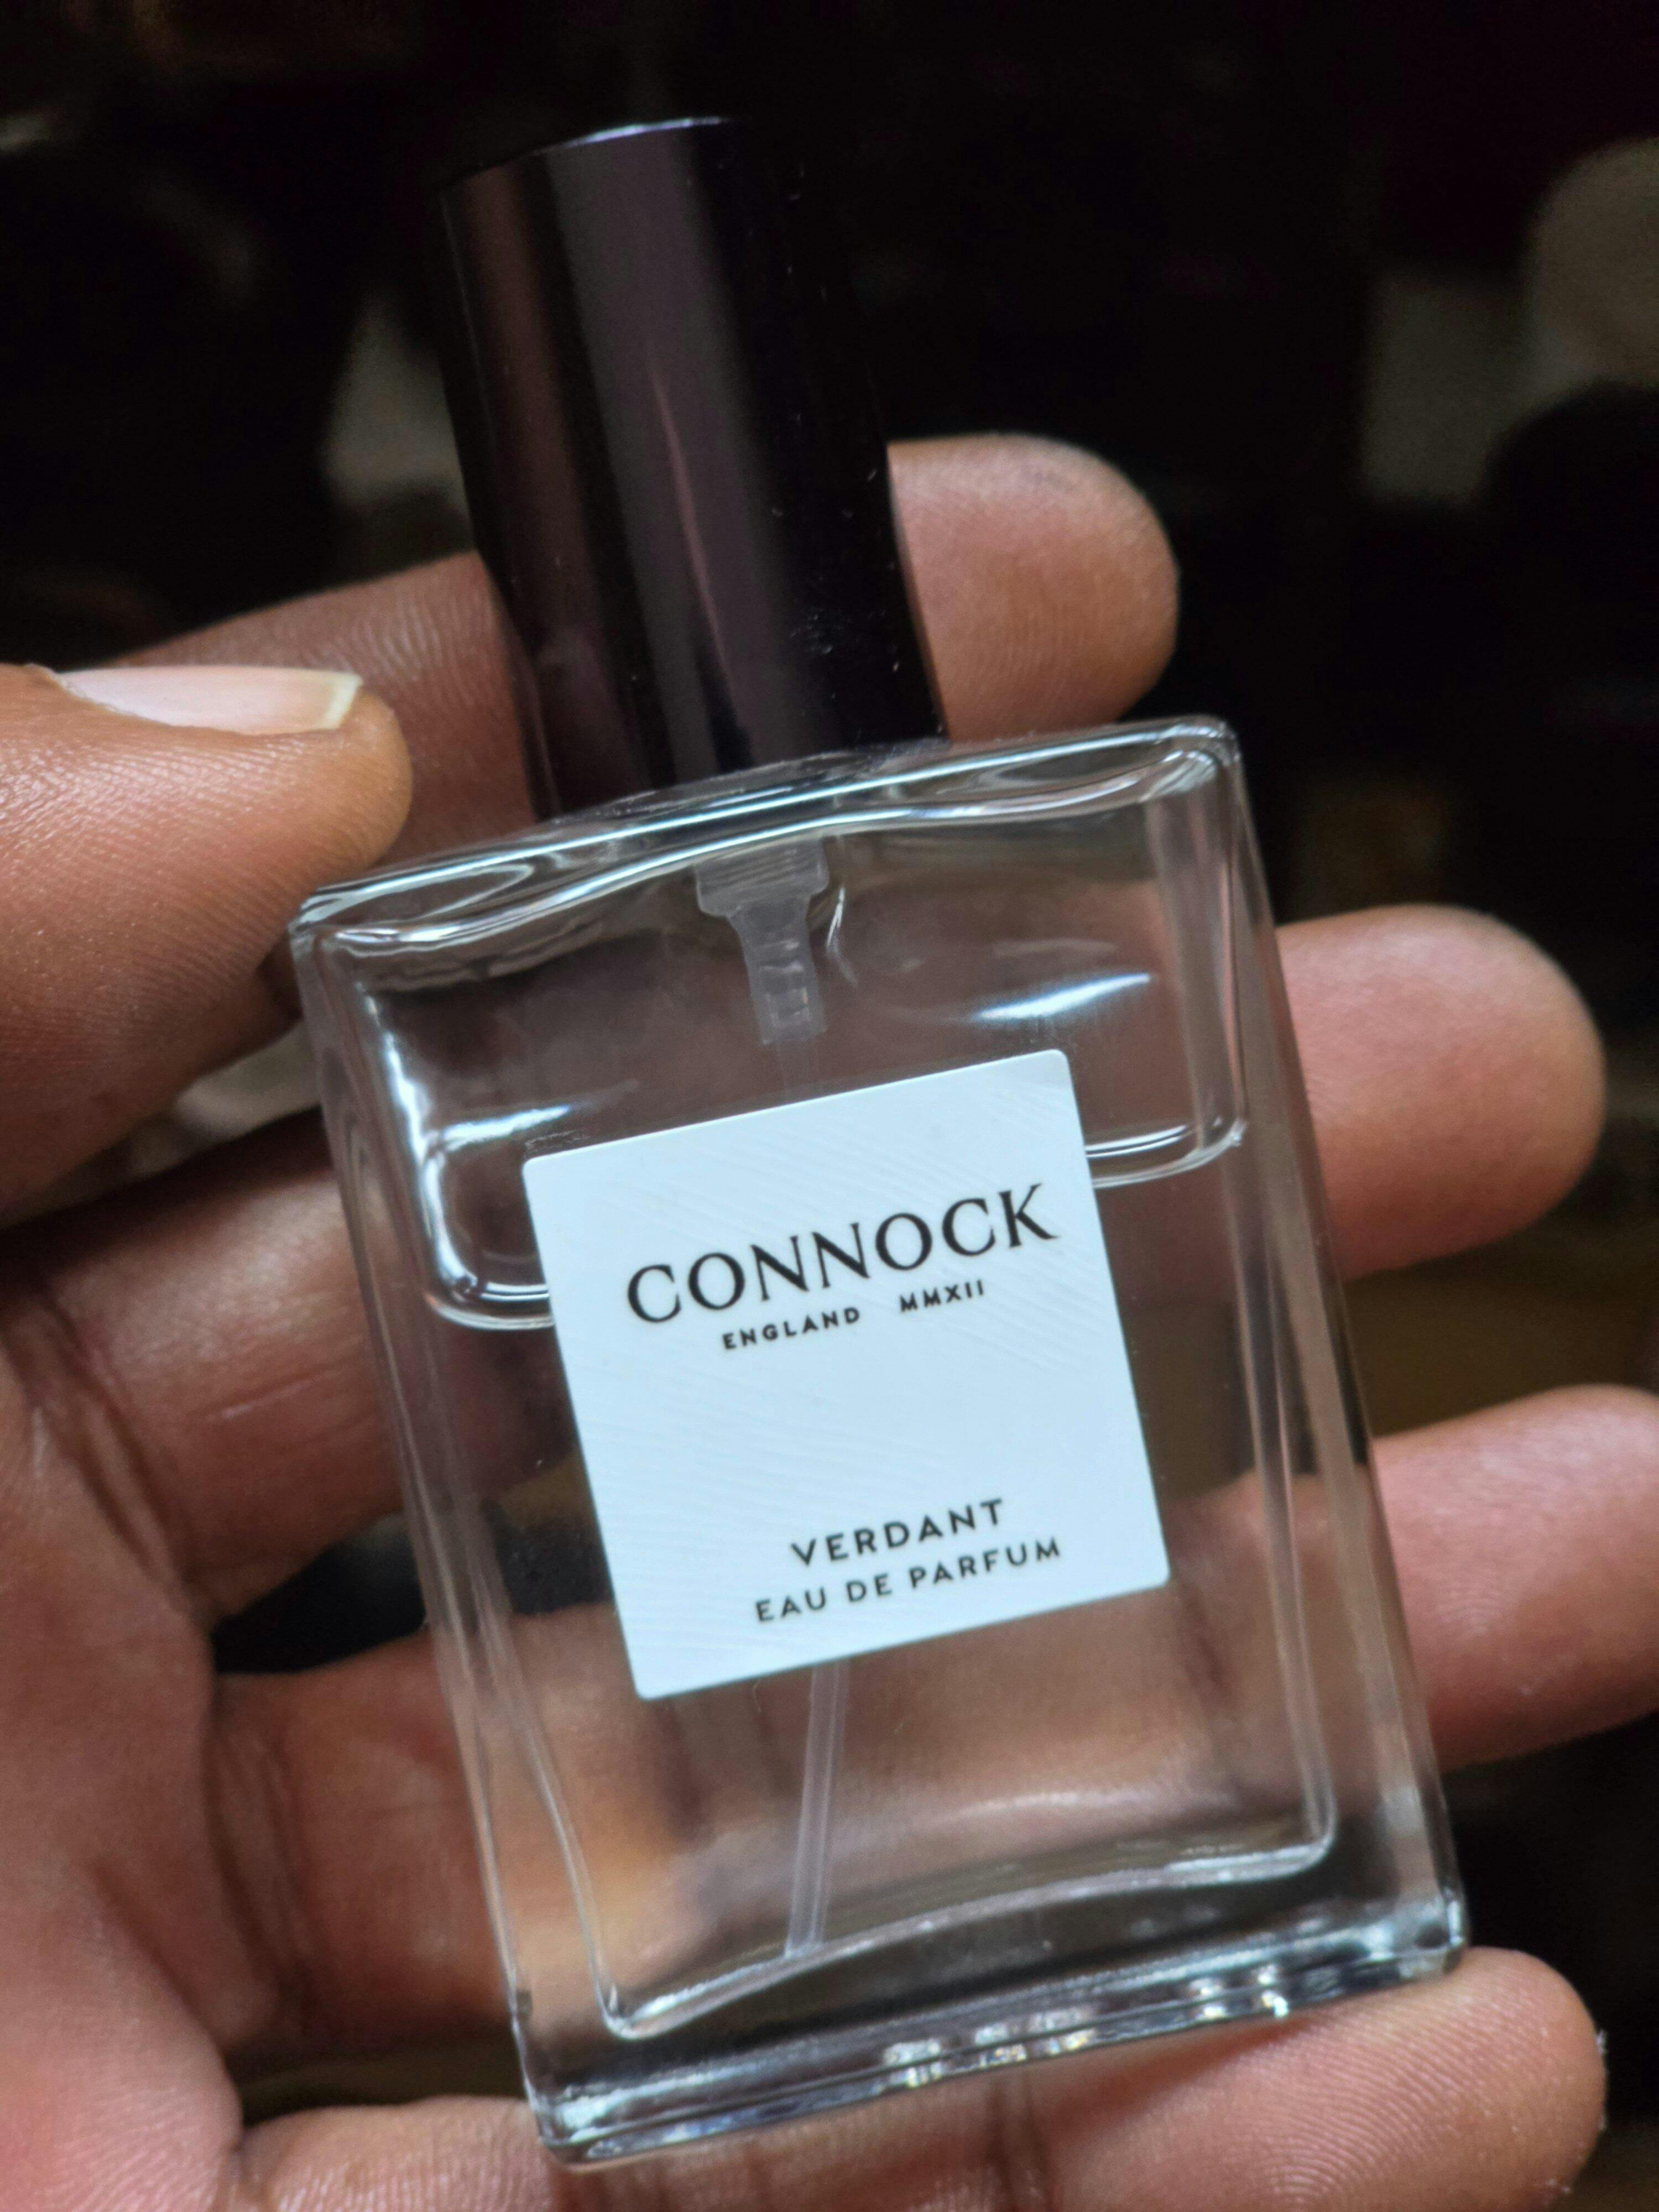 CONNOCK
ENGLAND MMXII
VERDANT
EAU DE PARFUM